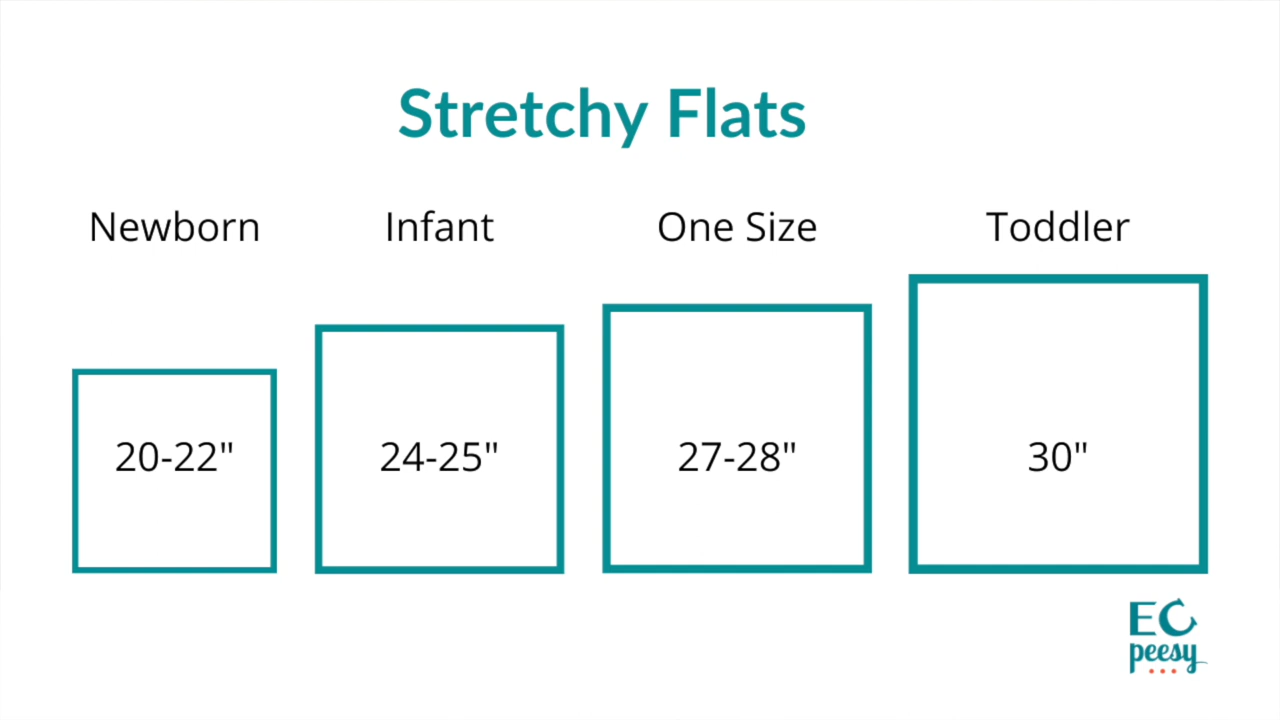 Stretchy Flats
Newborn
Infant
One Size
Toddler
20-22"
24-25"
27-28"
30"
EC
peesy